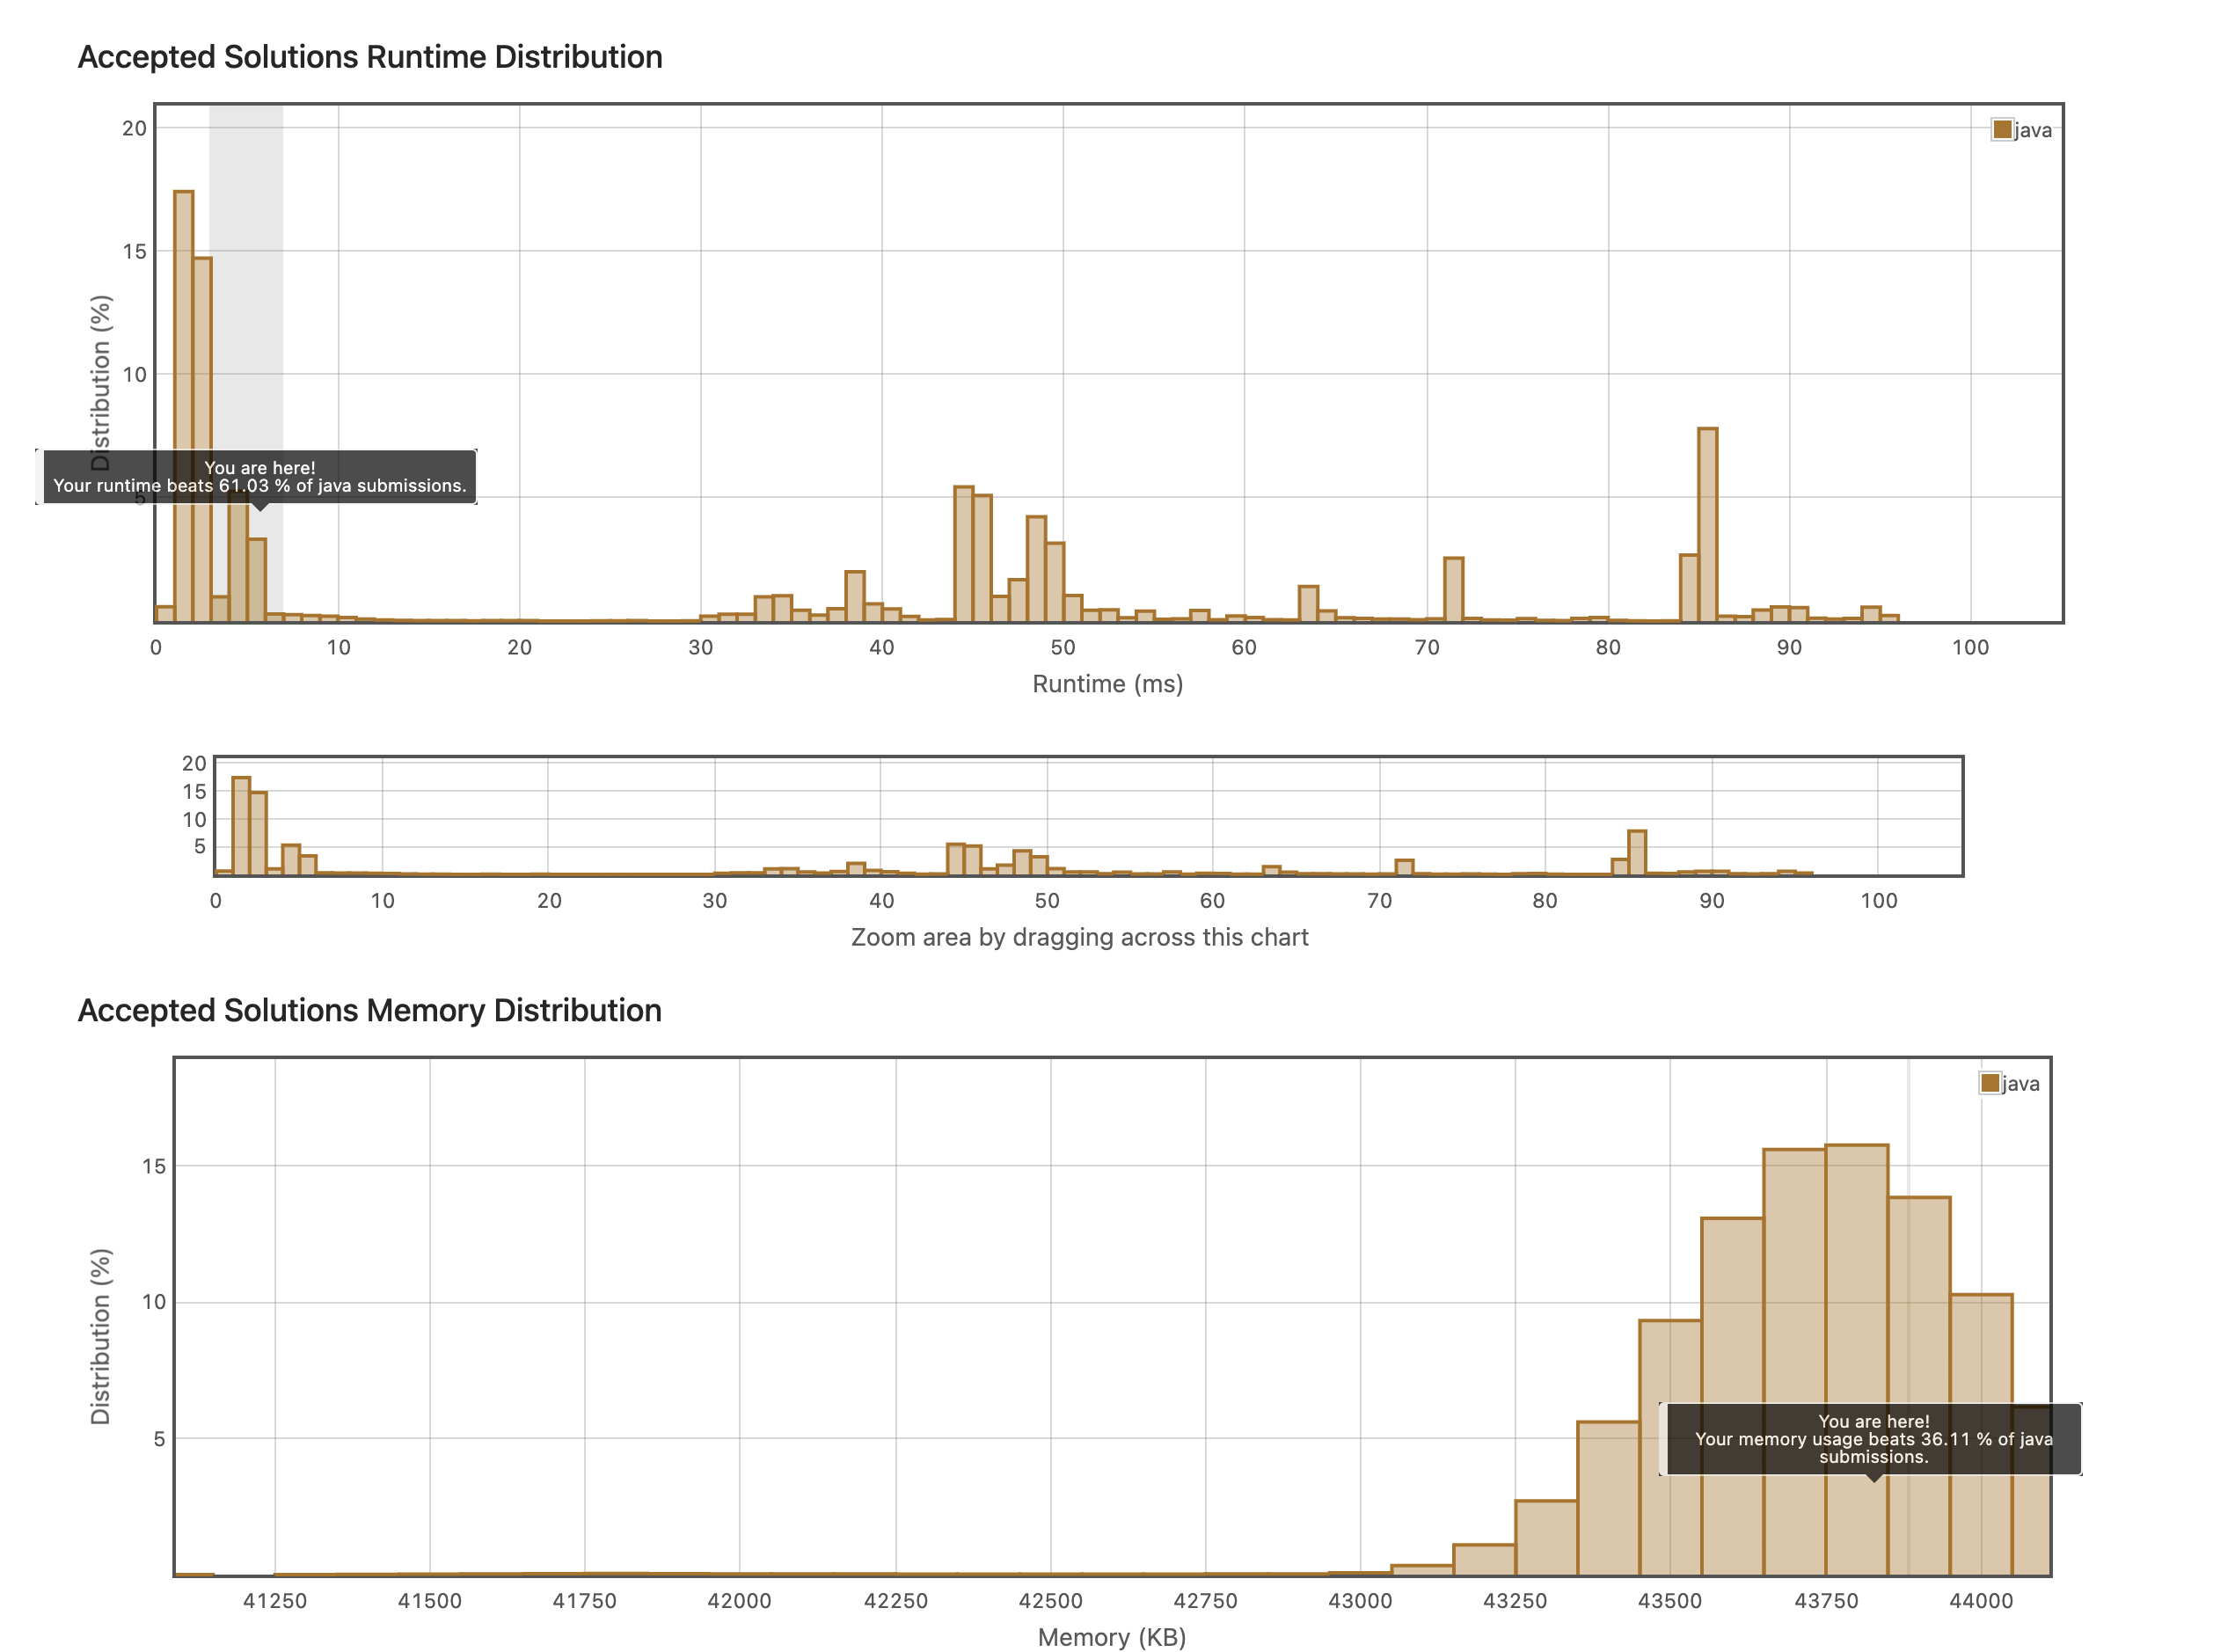 Accepted Solutions Runtime Distribution
20
15
10
5
Distribution (%)
java
You are here!
Your runtime beats 61.03 % of java submissions.
0 10 20 30 40 50 60 70 80 90 100
Runtime (ms)
20
15
10
5
0 10 20 30 40 50 60 70 80 90 100
Zoom area by dragging across this chart
Accepted Solutions Memory Distribution
15
10
5
Distribution (%)
java
You are here!
Your memory usage beats 36.11 % of java
submissions.
41250 41500 41750 42000 42250 42500 42750 43000 43250 43500 43750 44000
Memory (KB)